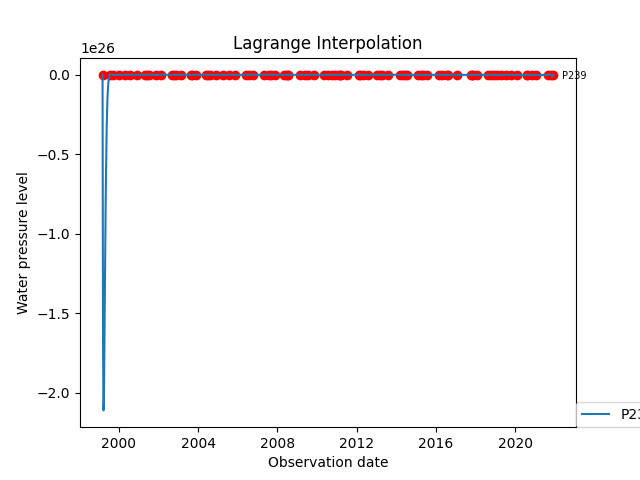 Lagrange Interpolation
1e26
0.0
−0.5
−1.0
−1.5
−2.0
Water pressure level
P239
2000 2004 2008 2012 2016 2020
Observation date
P23